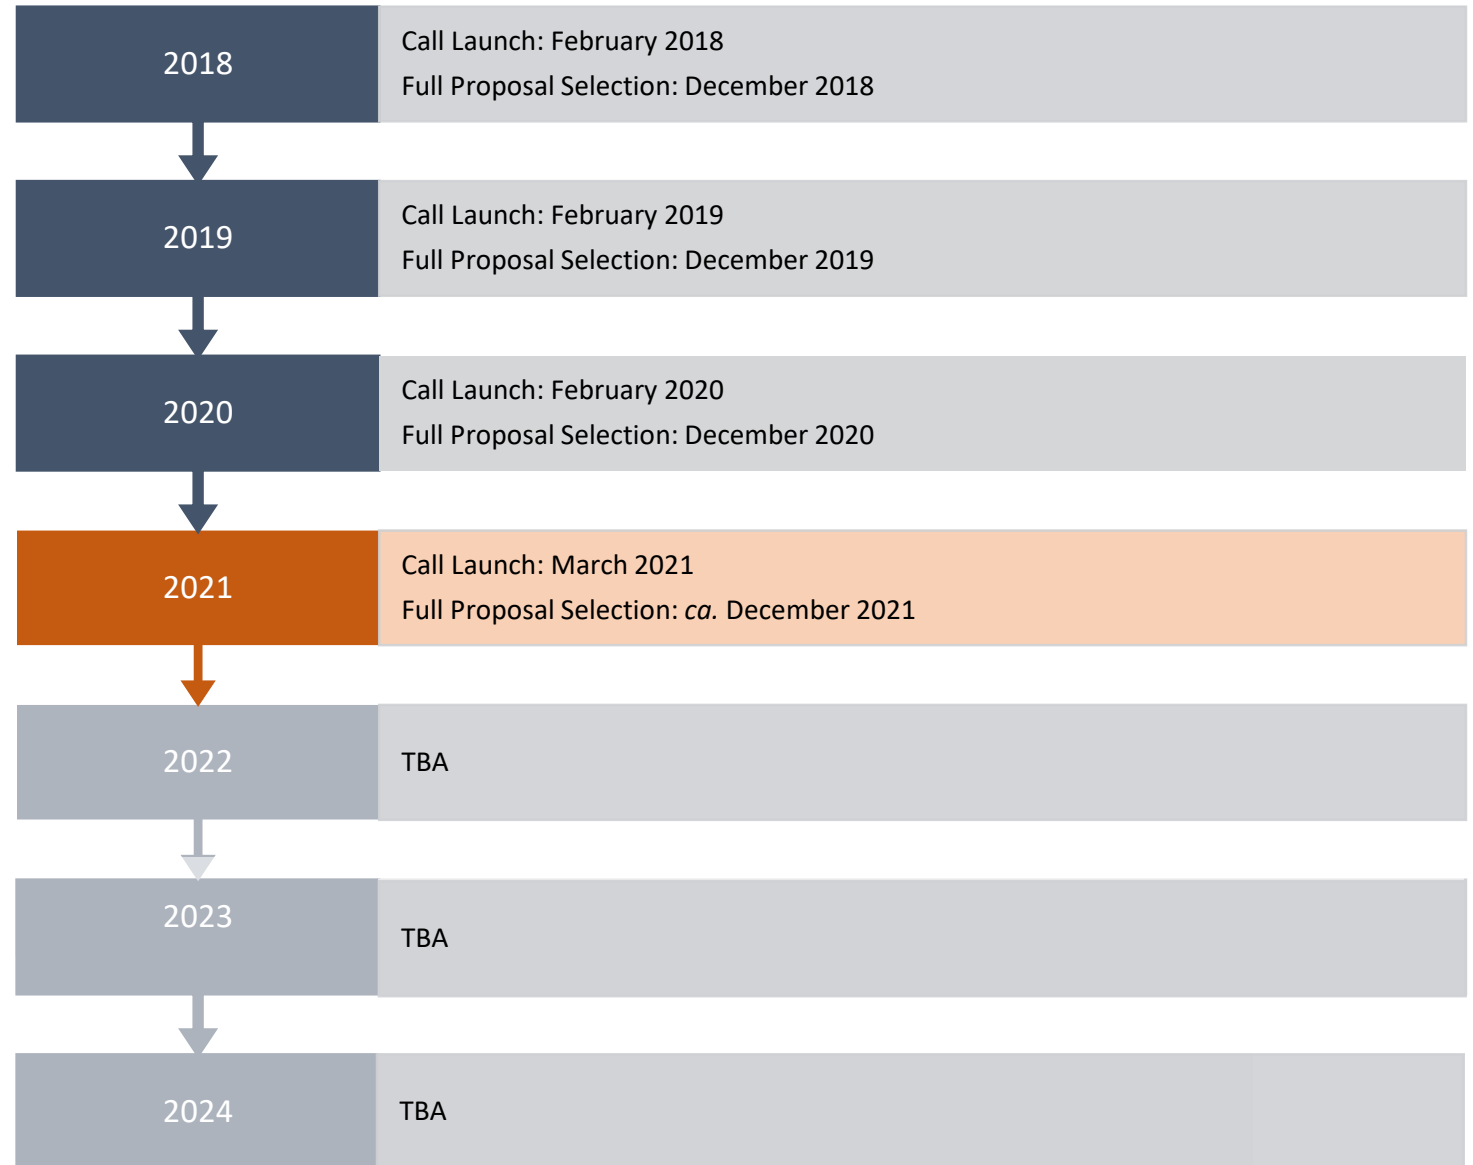 2018
Call Launch: February 2018
Full Proposal Selection: December 2018
2019
Call Launch: February 2019
Full Proposal Selection: December 2019
2020
Call Launch: February 2020
Full Proposal Selection: December 2020
2021
Call Launch: March 2021
Full Proposal Selection: ca. December 2021
2022
TBA
2023
TBA
2024
TBA